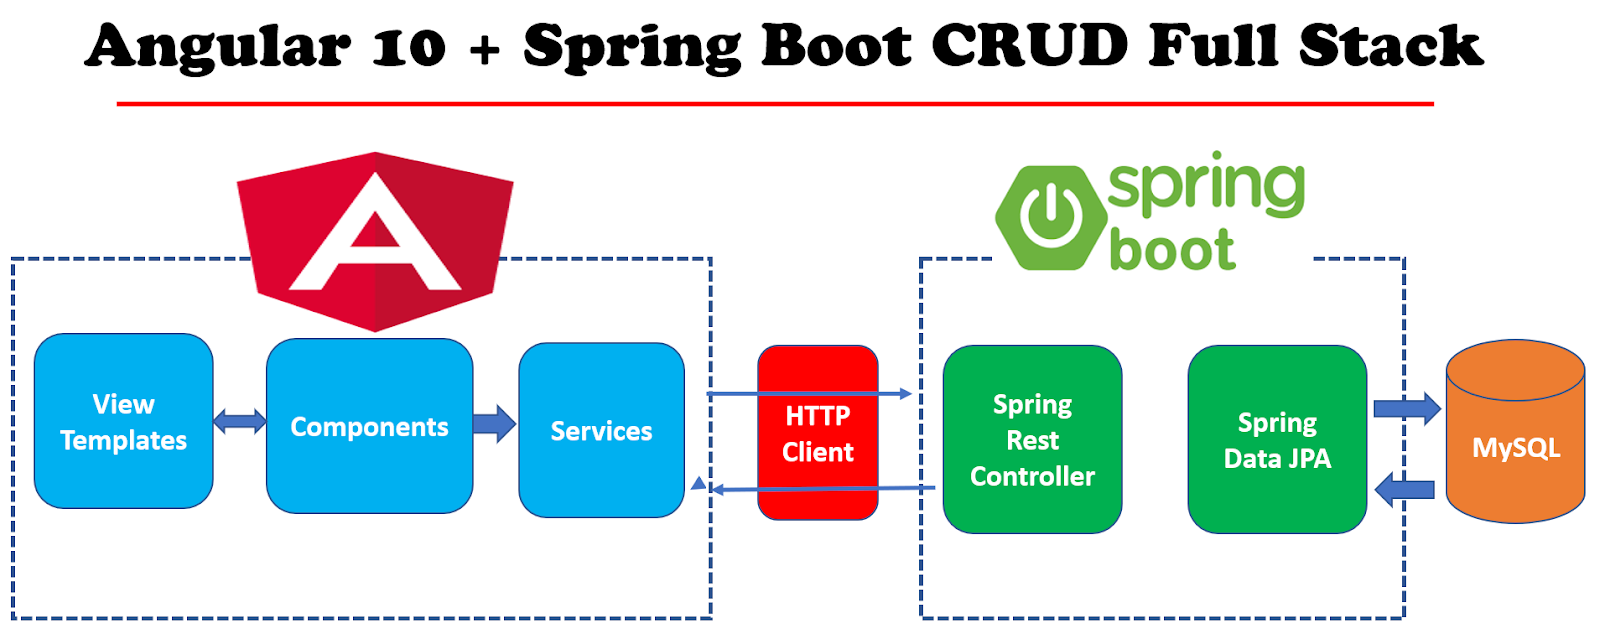 Angular 10 + Spring Boot CRUD Full Stack
spring
boot
View
Templates
Components
Services
HTTP
Client
Spring
Rest
Controller
Spring
Data JPA
MySQL